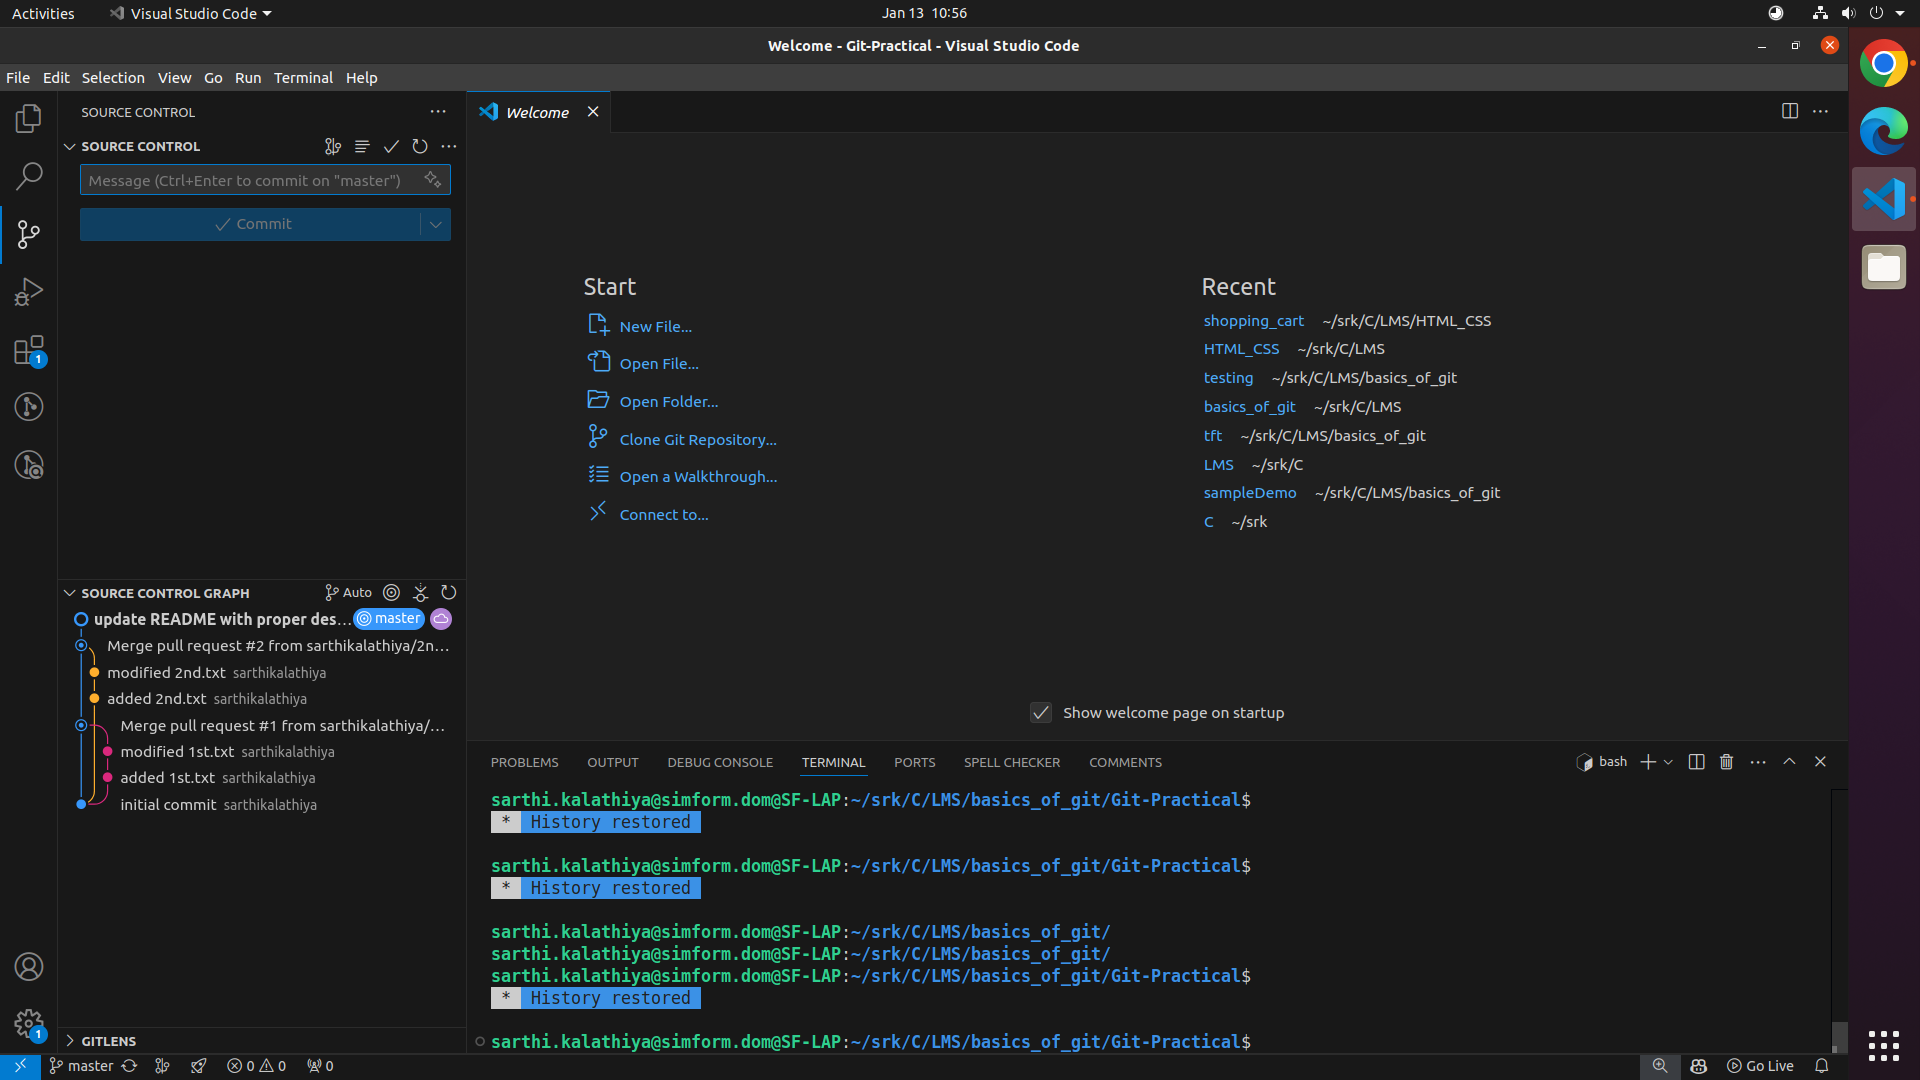 Activities
Visual Studio Code
Jan 13 10:56
Welcome - Git-Practical - Visual Studio Code
File Edit Selection View Go Run Terminal Help
SOURCE CONTROL
SOURCE CONTROL
Message (Ctrl+Enter to commit on "master")
Commit
1
SOURCE CONTROL GRAPH
Auto
update README with proper des... master
Merge pull request #2 from sarthikalathiya/2n...
modified 2nd.txt sarthikalathiya
added 2nd.txt sarthikalathiya
Merge pull request #1 from sarthikalathiya/...
modified 1st.txt sarthikalathiya
added 1st.txt sarthikalathiya
initial commit sarthikalathiya
1
GITLENS
Welcome
Start
New File...
Open File...
Open Folder...
Clone Git Repository...
Open a Walkthrough...
Connect to...
Recent
shopping_cart ~/srk/C/LMS/HTML_CSS
HTML_CSS ~/srk/C/LMS
testing ~/srk/C/LMS/basics_of_git
basics_of_git ~/srk/C/LMS
tft ~/srk/C/LMS/basics_of_git
LMS ~/srk/C
sampleDemo ~/srk/C/LMS/basics_of_git
C ~/srk
Show welcome page on startup
PROBLEMS OUTPUT DEBUG CONSOLE TERMINAL PORTS SPELL CHECKER COMMENTS
bash
sarthi.kalathiya@simform.dom@SF-LAP:~/srk/C/LMS/basics_of_git/Git-Practical$
* History restored
sarthi.kalathiya@simform.dom@SF-LAP:~/srk/C/LMS/basics_of_git/Git-Practical$
* History restored
sarthi.kalathiya@simform.dom@SF-LAP:~/srk/C/LMS/basics_of_git/
sarthi.kalathiya@simform.dom@SF-LAP:~/srk/C/LMS/basics_of_git/
sarthi.kalathiya@simform.dom@SF-LAP:~/srk/C/LMS/basics_of_git/Git-Practical$
* History restored
sarthi.kalathiya@simform.dom@SF-LAP:~/srk/C/LMS/basics_of_git/Git-Practical$
master 0 0 0
Go Live